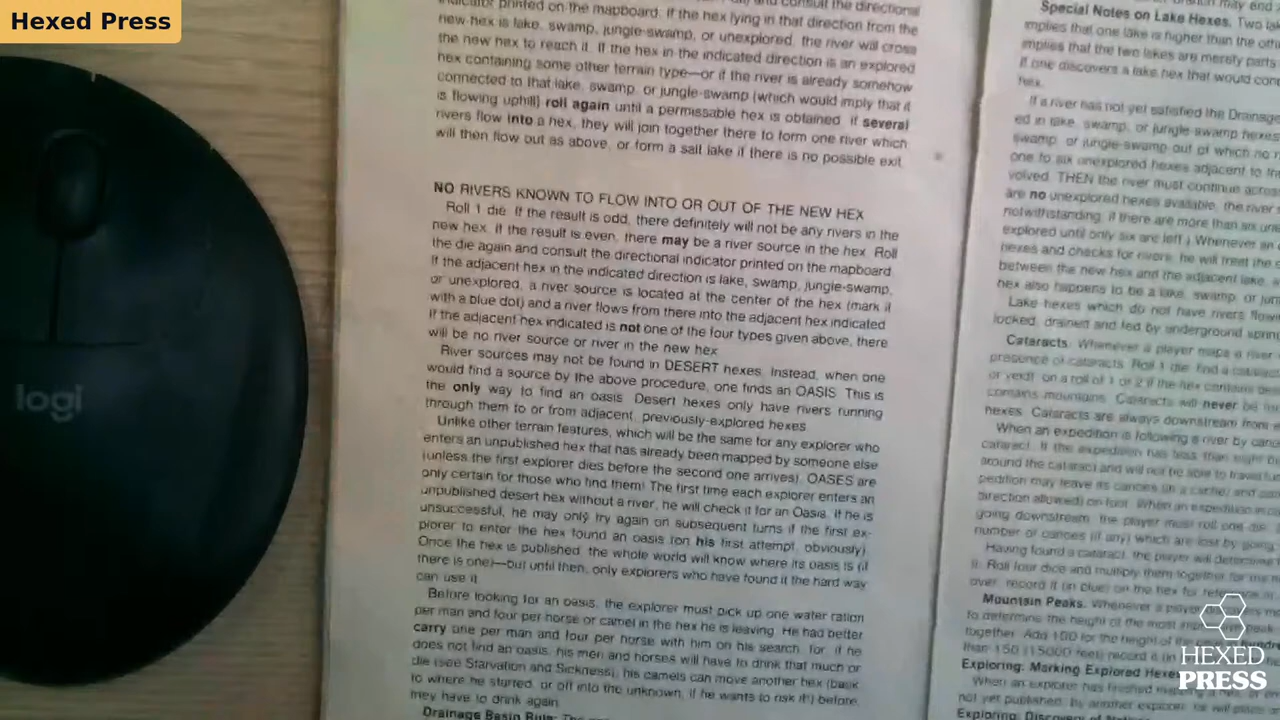 Hexed Press
logi
indicator printed on the mapboard. If the hex lying in that direction from the
new hex is lake, swamp, jungle-swamp, or unexplored, the river will cross
the new hex to reach it. If the hex in the indicated direction is an explored
hex containing some other terrain type—or if the river is already somehow
connected to that lake, swamp, or jungle-swamp (which would imply that it
is flowing uphill) roll again until a permissable hex is obtained. If several
rivers flow into a hex, they will join together there to form one river which
will then flow out as above, or form a salt lake if there is no possible exit.
NO RIVERS KNOWN TO FLOW INTO OR OUT OF THE NEW HEX
Roll 1 die. If the result is odd, there definitely will not be any rivers in the
new hex. If the result is even, there may be a river source in the hex. Roll
the die again and consult the directional indicator printed on the mapboard.
If the adjacent hex in the indicated direction is lake, swamp, jungle-swamp,
or unexplored, a river source is located at the center of the hex (mark it
with a blue dot) and a river flows from there into the adjacent hex indicated.
If the adjacent hex indicated is not one of the four types given above, there
will be no river source or river in the new hex.
River sources may not be found in DESERT hexes. Instead, when one
would find a source by the above procedure, one finds an OASIS. This is
the only way to find an oasis. Desert hexes only have rivers running
through them to or from adjacent, previously-explored hexes.
Unlike other terrain features, which will be the same for any explorer who
enters an unpublished hex that has already been mapped by someone else
(unless the first explorer dies before the second one arrives), OASES are
only certain for those who find them! The first time each explorer enters an
unpublished desert hex without a river, he will check it for an Oasis. If he is
unsuccessful, he may only try again on subsequent turns if the first ex-
plorer to enter the hex found an oasis (on his first attempt, obviously).
Once the hex is published, the whole world will know where its oasis is (if
there is one)—but until then, only explorers who have found it the hard way
can use it.
Before looking for an oasis, the explorer must pick up one water ration
per man and four per horse or camel in the hex he is leaving. He had better
carry one per man and four per horse with him on his search, for, if he
does not find an oasis, his men and horses will have to drink that much or
die (see Starvation and Sickness); his camels can move another hex (back
to where he started, or off into the unknown, if he wants to risk it!) before
they have to drink again.
Drainage Basin Rule:
Special Notes on Lake Hexes. Two
implies that one lake is higher than the
implies that the two lakes are merely parts
If one discovers a lake hex that would
hex.
If a river has not yet satisfied the Drainage
ed in lake, swamp, or jungle-swamp hexes
swamp, or jungle-swamp out of which no
one to six unexplored hexes adjacent to
volved, THEN the river must continue across
are no unexplored hexes available, the river
notwithstanding. If there are more than six
explored until only six are left.) Whenever an
hexes and checks for rivers, he will treat the
between the new hex and the adjacent lake,
hex also happens to be a lake, swamp, or
Lake hexes which do not have rivers
locked, drained and fed by underground
Cataracts. Whenever a player maps a river
presence of cataracts. Roll 1 die: find a cataract
or veldt, on a roll of 1 or 2 if the hex contains
contains mountains. Cataracts will never be
hexes. Cataracts are always downstream from
When an expedition is following a river by
cataract. If the expedition has less than eight
around the cataract and will not be able to
pedition may leave its canoes (in a cache) and
direction allowed) on foot. When an expedition
going downstream, the player must roll one die
number of canoes (if any) which are lost by going
Having found a cataract, the player will determine
it. Roll four dice and multiply them together for
over, record it (in blue) on the hex for
Mountain Peaks. Whenever a player
to determine the height of the most
together. Add 100 for the height of the
than 150 (15000 feet) record it (in
Exploring: Marking Explored Hexes
When an explorer has finished
not yet published, by another explorer, he will place
Exploring: Discovery
HEXED
PRESS